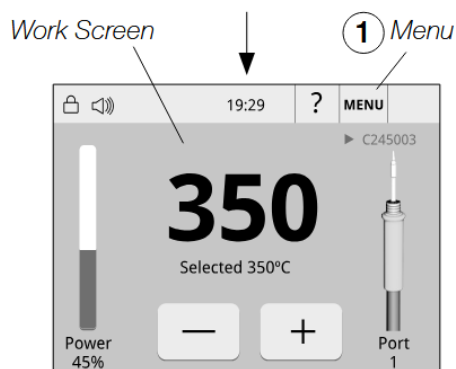 Work Screen
1 Menu
19:29 ? MENU
C245003
350
Selected 350ºC
− +
Power
45%
Port
1